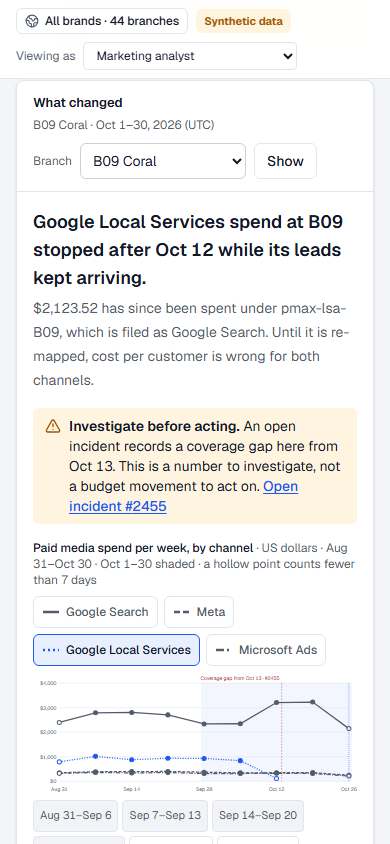 All brands · 44 branches
Synthetic data
Viewing as
Marketing analyst
What changed
B09 Coral · Oct 1–30, 2026 (UTC)
Branch
B09 Coral
Show
Google Local Services spend at B09
stopped after Oct 12 while its leads
kept arriving.
$2,123.52 has since been spent under pmax-lsa-
B09, which is filed as Google Search. Until it is re-
mapped, cost per customer is wrong for both
channels.
Investigate before acting. An open
incident records a coverage gap here from
Oct 13. This is a number to investigate, not
a budget movement to act on. Open
incident #2455
Paid media spend per week, by channel · US dollars · Aug
31–Oct 30 · Oct 1–30 shaded · a hollow point counts fewer
than 7 days
Google Search
Meta
Google Local Services
Microsoft Ads
Coverage gap from Oct 13 · #2455
$4,000
$3,000
$2,000
$1,000
$0
Aug 31
Sep 14
Sep 28
Oct 12
Oct 26
Aug 31–Sep 6
Sep 7–Sep 13
Sep 14–Sep 20